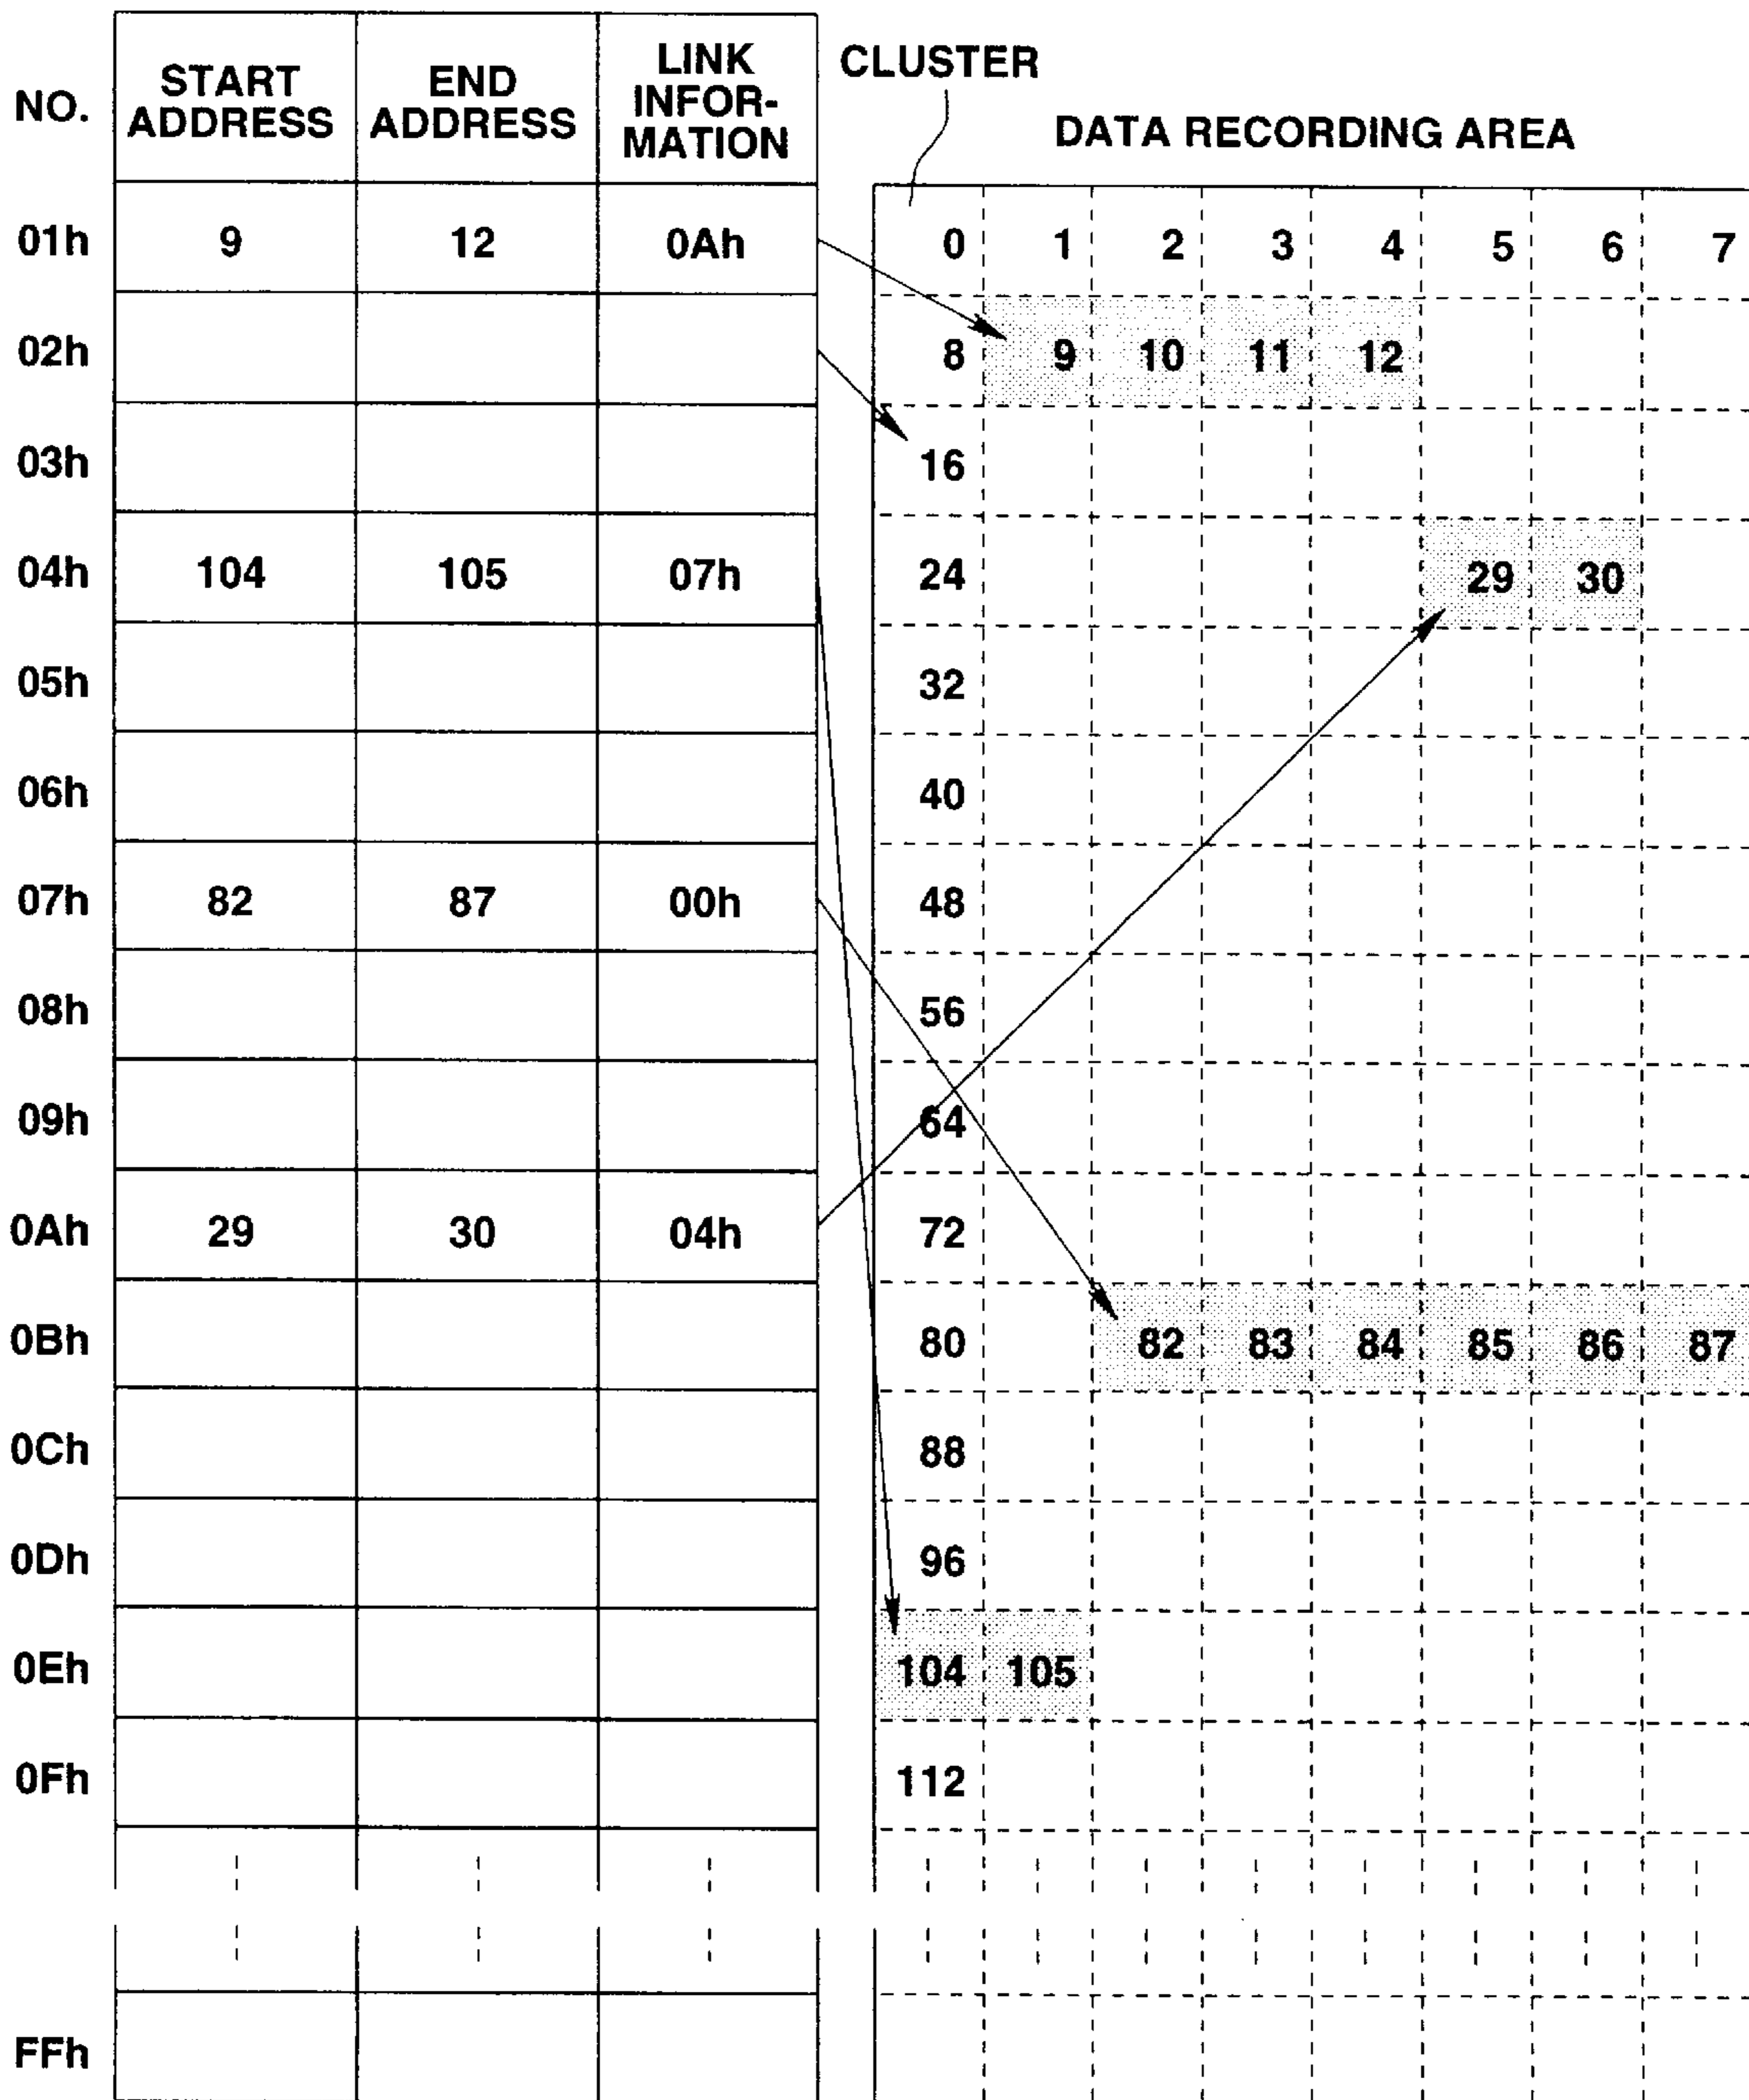 NO.
START ADDRESS
END ADDRESS
LINK INFOR-MATION
CLUSTER
DATA RECORDING AREA
01h 9 12 0Ah 0 1 2 3 4 5 6 7
02h 8 9 10 11 12
03h 16
04h 104 105 07h 24 29 30
05h 32
06h 40
07h 82 87 00h 48
08h 56
09h 64
0Ah 29 30 04h 72
0Bh 80 82 83 84 85 86 87
0Ch 88
0Dh 96
0Eh 104 105
0Fh 112
FFh